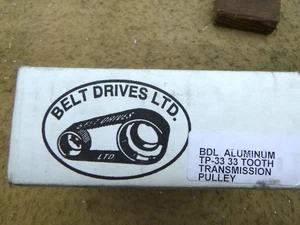 BELT DRIVES LTD.
BELT DRIVES
LTD.
BDL ALUMINUM
TP-33 33 TOOTH
TRANSMISSION
PULLEY